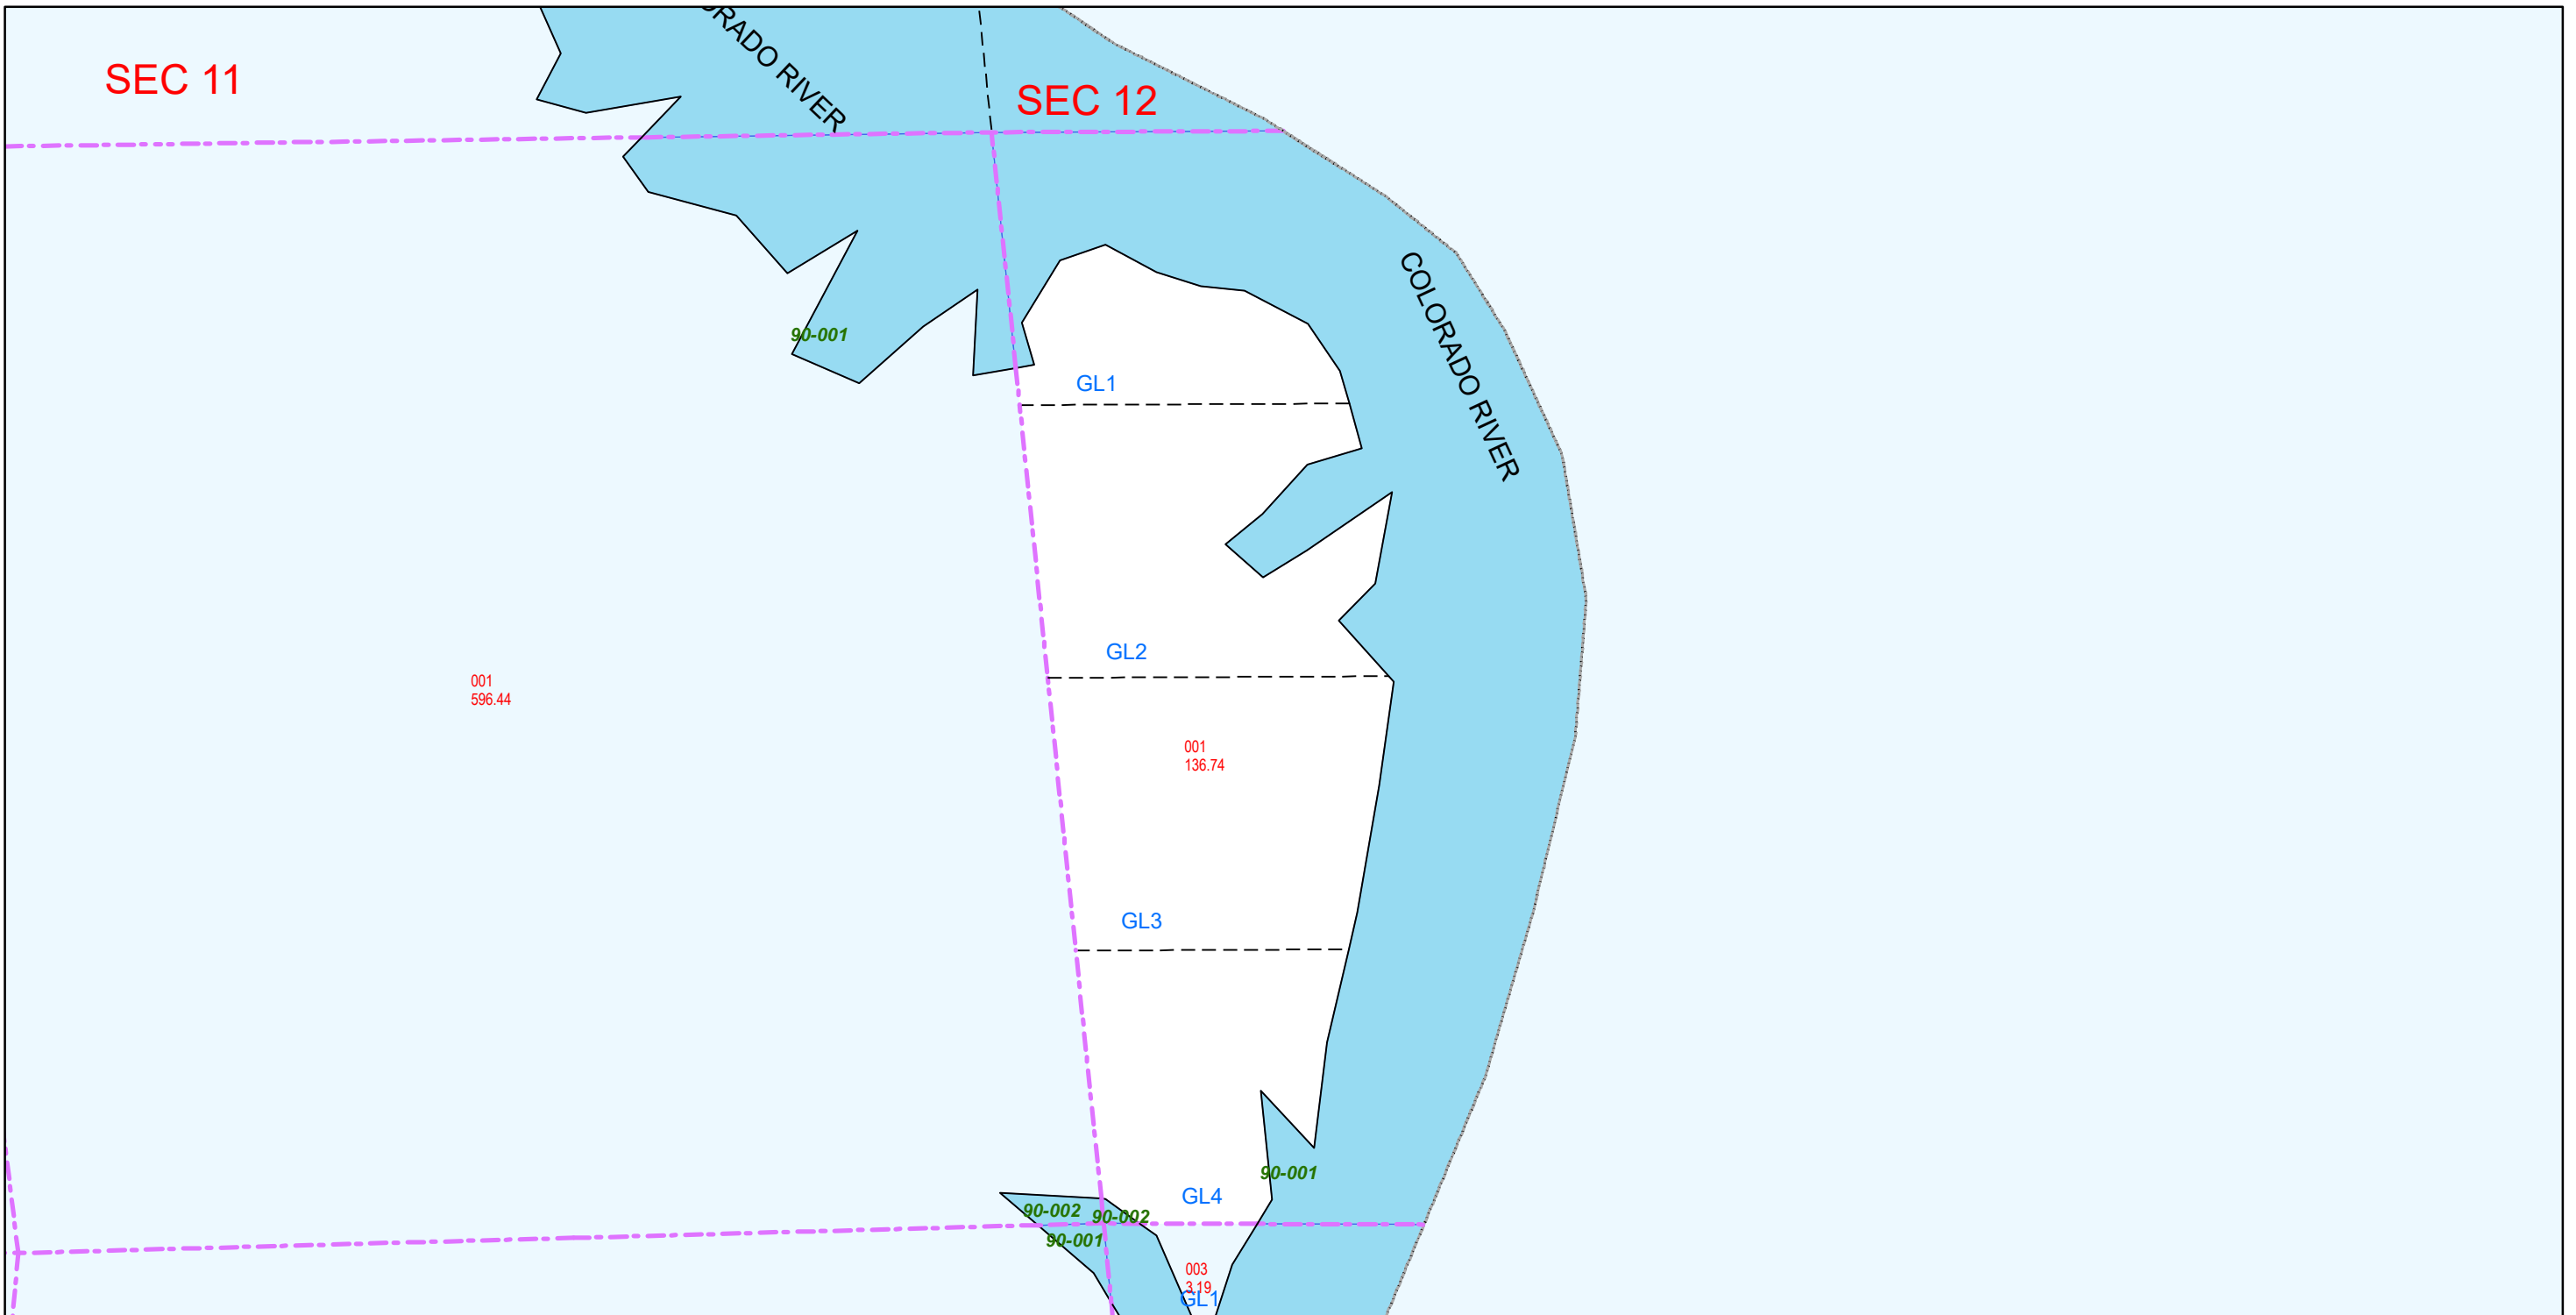 ORADO RIVER
SEC 11
SEC 12
COLORADO RIVER
90-001
GL1
GL2
001
596.44
001
136.74
GL3
90-001
GL4
90-002
90-002
90-001
003
3.19
GL1